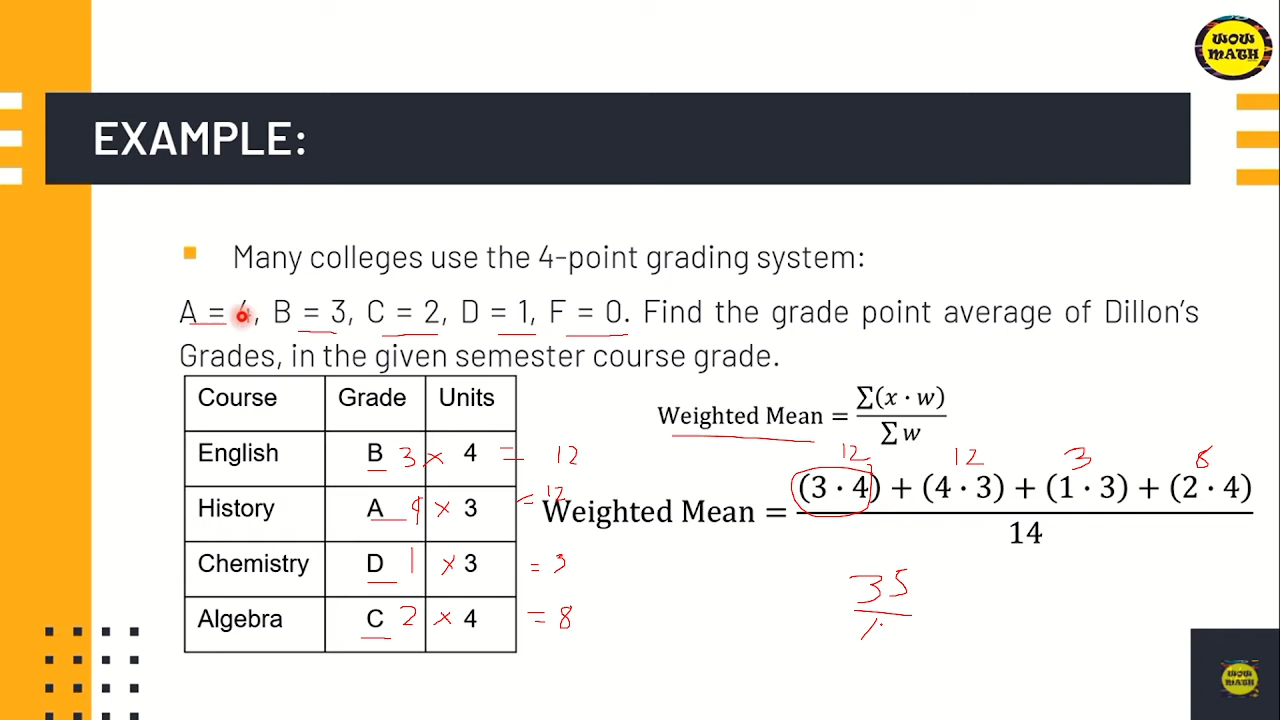 WOW
MATH
EXAMPLE:
Many colleges use the 4-point grading system:
A = 4, B = 3, C = 2, D = 1, F = 0. Find the grade point average of Dillon's
Grades, in the given semester course grade.
Course Grade Units
English B 3 × 4 = 12
History A 4 × 3 = 12
Chemistry D 1 × 3 = 3
Algebra C 2 × 4 = 8
Weighted Mean = ∑(x · w) / ∑ w
12 12 3 8
Weighted Mean = (3 · 4) + (4 · 3) + (1 · 3) + (2 · 4) / 14
35
WOW
MATH